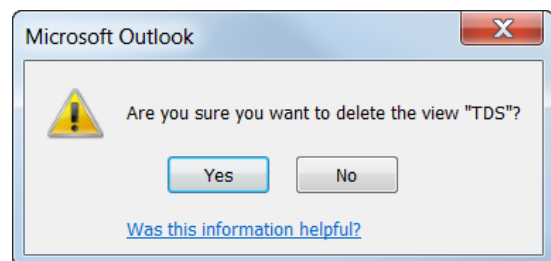 Microsoft Outlook
X
Are you sure you want to delete the view "TDS"?
Yes No
Was this information helpful?